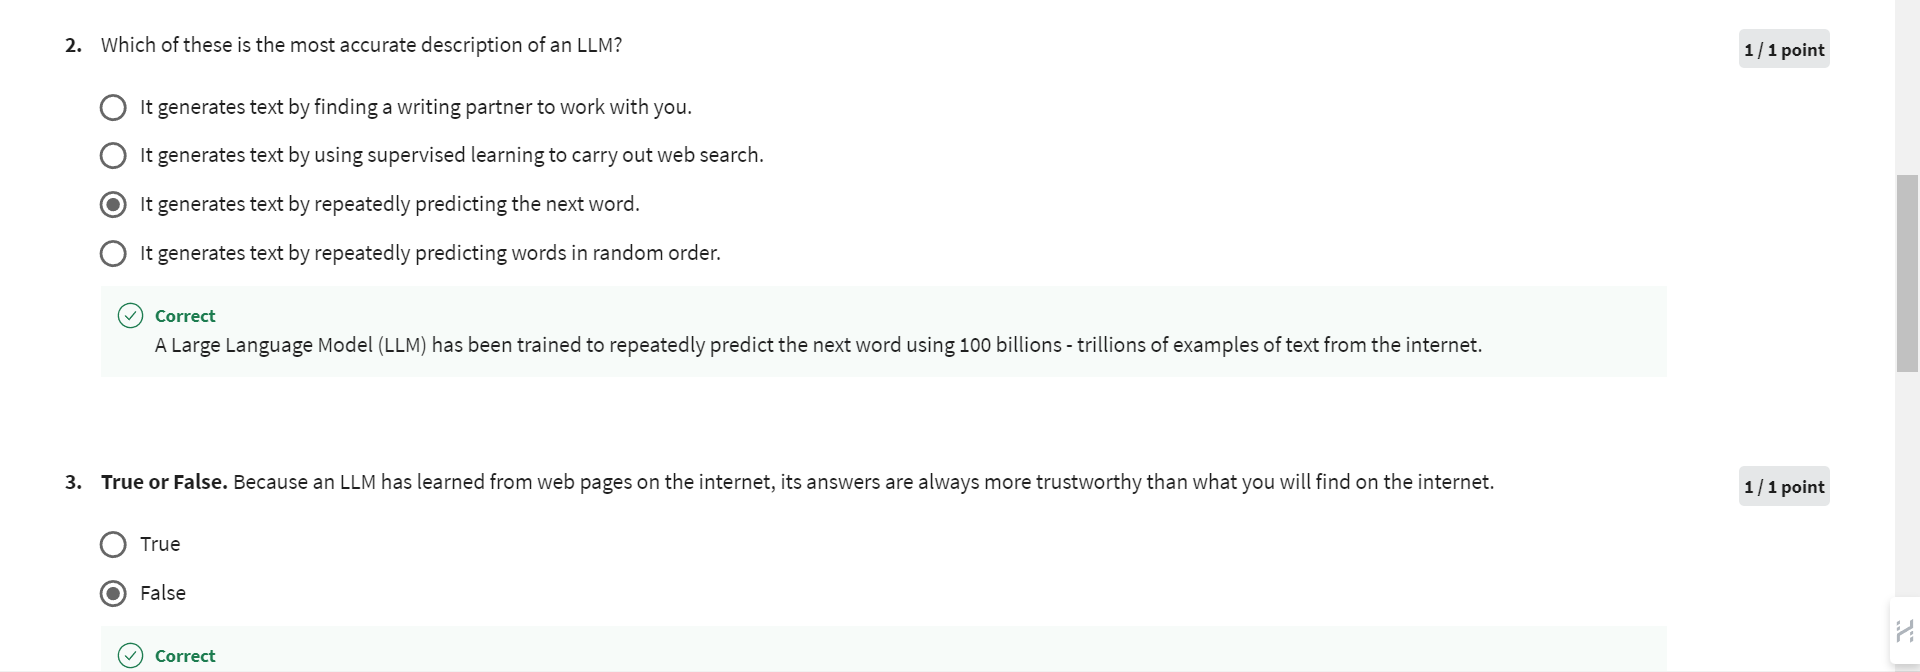 2. Which of these is the most accurate description of an LLM?
1 / 1 point
It generates text by finding a writing partner to work with you.
It generates text by using supervised learning to carry out web search.
It generates text by repeatedly predicting the next word.
It generates text by repeatedly predicting words in random order.
Correct
A Large Language Model (LLM) has been trained to repeatedly predict the next word using 100 billions - trillions of examples of text from the internet.
3. True or False. Because an LLM has learned from web pages on the internet, its answers are always more trustworthy than what you will find on the internet.
1 / 1 point
True
False
Correct